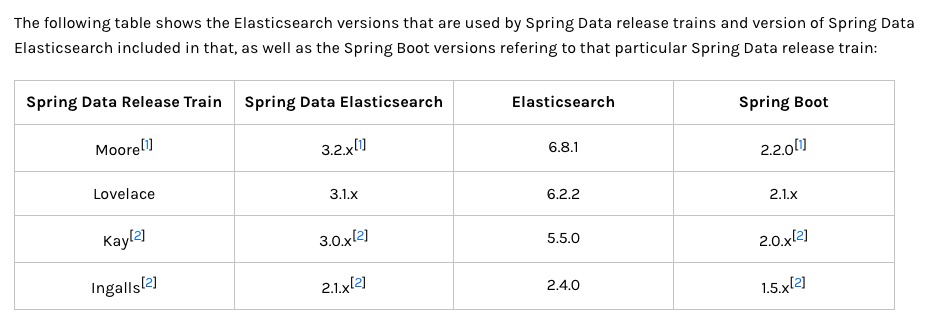 The following table shows the Elasticsearch versions that are used by Spring Data release trains and version of Spring Data
Elasticsearch included in that, as well as the Spring Boot versions refering to that particular Spring Data release train:
Spring Data Release Train Spring Data Elasticsearch Elasticsearch Spring Boot
Moore[1] 3.2.x[1] 6.8.1 2.2.0[1]
Lovelace 3.1.x 6.2.2 2.1.x
Kay[2] 3.0.x[2] 5.5.0 2.0.x[2]
Ingalls[2] 2.1.x[2] 2.4.0 1.5.x[2]